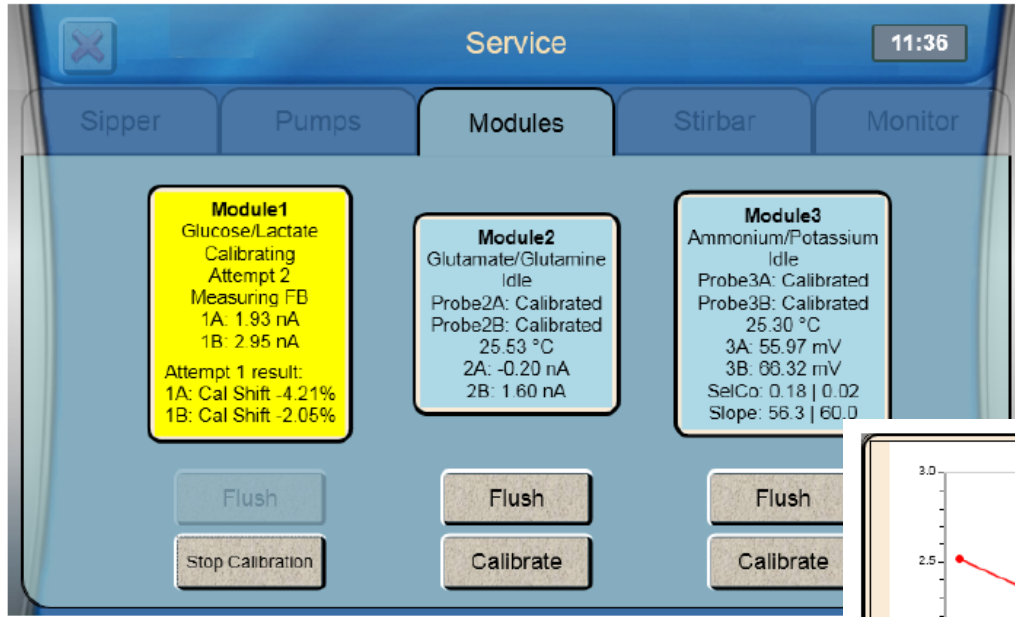 Service
11:36
Sipper
Pumps
Modules
Stirbar
Monitor
Module1
Glucose/Lactate
Calibrating
Attempt 2
Measuring FB
1A: 1.93 nA
1B: 2.95 nA
Attempt 1 result:
1A: Cal Shift -4.21%
1B: Cal Shift -2.05%
Flush
Stop Calibration
Module2
Glutamate/Glutamine
Idle
Probe2A: Calibrated
Probe2B: Calibrated
25.53 °C
2A: -0.20 nA
2B: 1.60 nA
Flush
Calibrate
Module3
Ammonium/Potassium
Idle
Probe3A: Calibrated
Probe3B: Calibrated
25.30 °C
3A: 55.97 mV
3B: 66.32 mV
SelCo: 0.18 | 0.02
Slope: 56.3 | 60.0
Flush
Calibrate
3.0
2.5